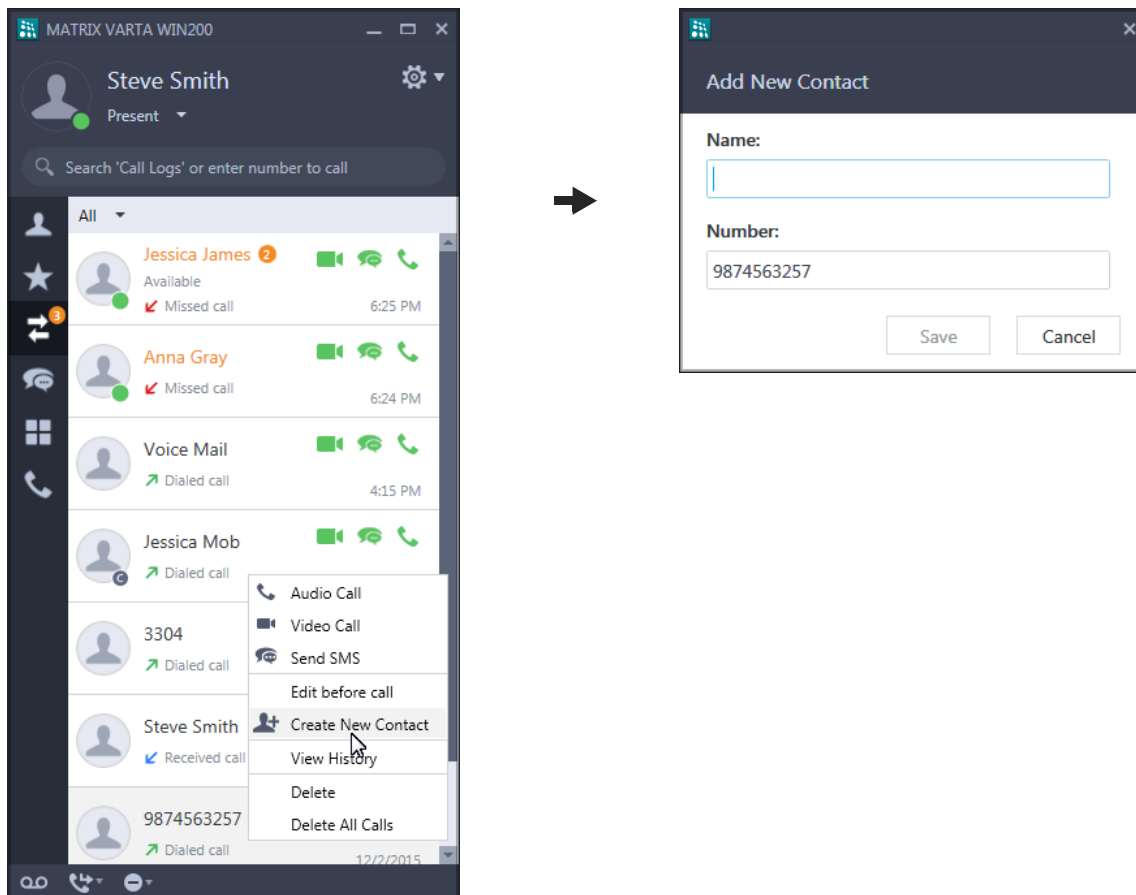 MATRIX VARTA WIN200
Steve Smith
Present
Search 'Call Logs' or enter number to call
All
Jessica James 2
Available
Missed call 6:25 PM
3
Anna Gray
Missed call
6:24 PM
Voice Mail
Dialed call
4:15 PM
Jessica Mob
C
Dialed call
3304
Dialed call
Steve Smith
Received call
9874563257
Dialed call
12/2/2015
Audio Call
Video Call
Send SMS
Edit before call
Create New Contact
View History
Delete
Delete All Calls
Add New Contact
Name:
Number:
9874563257
Save Cancel